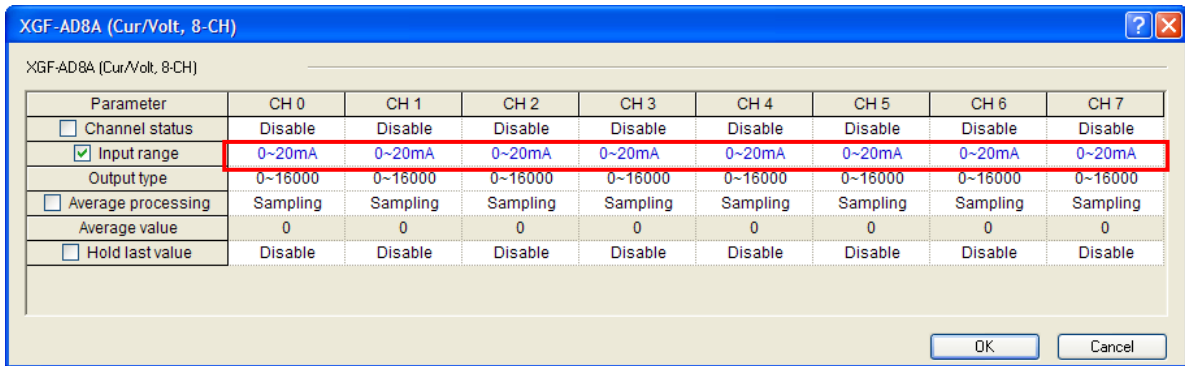 XGF-AD8A (Cur/Volt, 8-CH)
XGF-AD8A (Cur/Volt, 8-CH)
Parameter CH 0 CH 1 CH 2 CH 3 CH 4 CH 5 CH 6 CH 7
Channel status Disable Disable Disable Disable Disable Disable Disable Disable
Input range 0~20mA 0~20mA 0~20mA 0~20mA 0~20mA 0~20mA 0~20mA 0~20mA
Output type 0~16000 0~16000 0~16000 0~16000 0~16000 0~16000 0~16000 0~16000
Average processing Sampling Sampling Sampling Sampling Sampling Sampling Sampling Sampling
Average value 0 0 0 0 0 0 0 0
Hold last value Disable Disable Disable Disable Disable Disable Disable Disable
OK Cancel